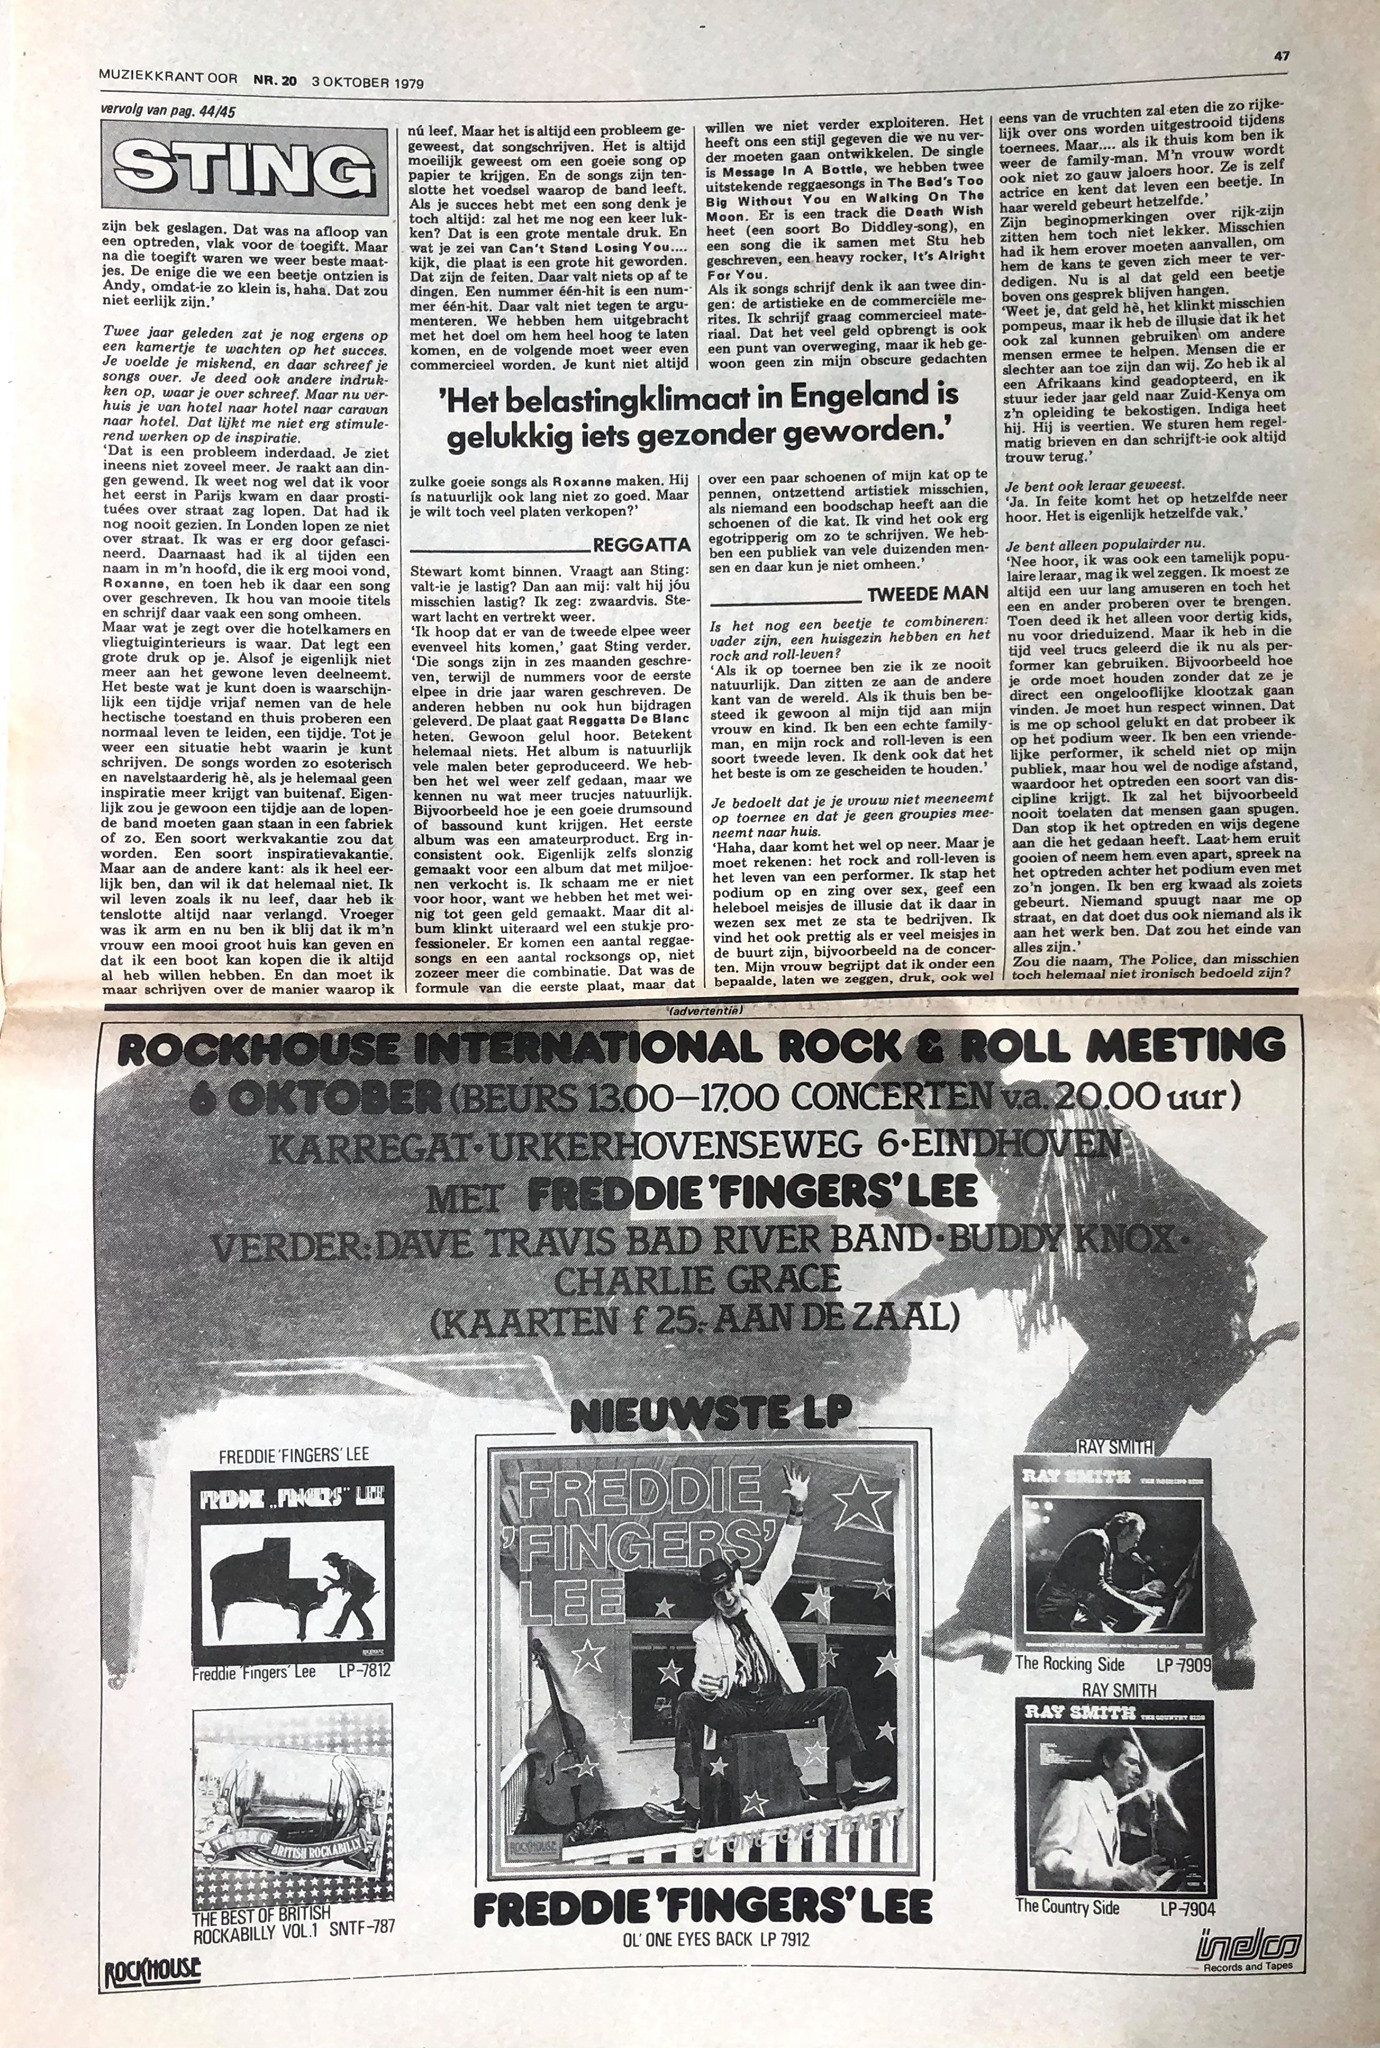 47
MUZIEKKRANT OOR NR. 20 3 OKTOBER 1979
vervolg van pag. 44/45
STING
zijn bek geslagen. Dat was na afloop van
een optreden, vlak voor de toegift. Maar
na die toegift waren we weer beste maat-
jes. De enige die we een beetje ontzien is
Andy, omdat-ie zo klein is, haha. Dat zou
niet eerlijk zijn.'
Twee jaar geleden zat je nog ergens op
een kamertje te wachten op het succes.
Je voelde je miskend, en daar schreef je
songs over. Je deed ook andere indruk-
ken op, waar je over schreef. Maar nu ver-
huis je van hotel naar hotel naar caravan
naar hotel. Dat lijkt me niet erg stimule-
rend werken op de inspiratie.
'Dat is een probleem inderdaad. Je ziet
ineens niet zoveel meer. Je raakt aan din-
gen gewend. Ik weet nog wel dat ik voor
het eerst in Parijs kwam en daar prosti-
tuées over straat zag lopen. Dat had ik
nog nooit gezien. In Londen lopen ze niet
over straat. Ik was er erg door gefasci-
neerd. Daarnaast had ik al tijden een
naam in m'n hoofd, die ik erg mooi vond,
Roxanne, en toen heb ik daar een song
over geschreven. Ik hou van mooie titels
en schrijf daar vaak een song omheen.
Maar wat je zegt over die hotelkamers en
vliegtuiginterieurs is waar. Dat legt een
grote druk op je. Alsof je eigenlijk niet
meer aan het gewone leven deelneemt.
Het beste wat je kunt doen is waarschijn-
lijk een tijdje vrijaf nemen van de hele
hectische toestand en thuis proberen een
normaal leven te leiden, een tijdje. Tot je
weer een situatie hebt waarin je kunt
schrijven. De songs worden zo esoterisch
en navelstaarderig hè, als je helemaal geen
inspiratie meer krijgt van buitenaf. Eigen-
lijk zou je gewoon een tijdje aan de lopen-
de band moeten gaan staan in een fabriek
of zo. Een soort werkvakantie zou dat
worden. Een soort inspiratievakantie.
Maar aan de andere kant: als ik heel eer-
lijk ben, dan wil ik dat helemaal niet. Ik
wil leven zoals ik nu leef, daar heb ik
tenslotte altijd naar verlangd. Vroeger
was ik arm en nu ben ik blij dat ik m'n
vrouw een mooi groot huis kan geven en
dat ik een boot kan kopen die ik altijd
al heb willen hebben. En dan moet ik
maar schrijven over de manier waarop ik
nú leef. Maar het is altijd een probleem ge-
weest, dat songschrijven. Het is altijd
moeilijk geweest om een goeie song op
papier te krijgen. En de songs zijn ten-
slotte het voedsel waarop de band leeft.
Als je succes hebt met een song denk je
toch altijd: zal het me nog een keer luk-
ken? Dat is een grote mentale druk. En
wat je zei van Can't Stand Losing You....
kijk, die plaat is een grote hit geworden.
Dat zijn de feiten. Daar valt niets op af te
dingen. Een nummer één-hit is een num-
mer één-hit. Daar valt niet tegen te argu-
menteren. We hebben hem uitgebracht
met het doel om hem heel hoog te laten
komen, en de volgende moet weer even
commercieel worden. Je kunt niet altijd
'Het belastingklimaat in Engeland is
gelukkig iets gezonder geworden.'
zulke goeie songs als Roxanne maken. Hij
ís natuurlijk ook lang niet zo goed. Maar
je wilt toch veel platen verkopen?'
REGGATTA
Stewart komt binnen. Vraagt aan Sting:
valt-ie je lastig? Dan aan mij: valt hij jóu
misschien lastig? Ik zeg: zwaardvis. Ste-
wart lacht en vertrekt weer.
'Ik hoop dat er van de tweede elpee weer
evenveel hits komen,' gaat Sting verder.
'Die songs zijn in zes maanden geschre-
ven, terwijl de nummers voor de eerste
elpee in drie jaar waren geschreven. De
anderen hebben nu ook hun bijdragen
geleverd. De plaat gaat Reggatta De Blanc
heten. Gewoon gelul hoor. Betekent
helemaal niets. Het album is natuurlijk
vele malen beter geproduceerd. We heb-
ben het wel weer zelf gedaan, maar we
kennen nu wat meer trucjes natuurlijk.
Bijvoorbeeld hoe je een goeie drumsound
of bassound kunt krijgen. Het eerste
album was een amateurproduct. Erg in-
consistent ook. Eigenlijk zelfs slonzig
gemaakt voor een album dat met miljoe-
nen verkocht is. Ik schaam me er niet
voor hoor, want we hebben het met wei-
nig tot geen geld gemaakt. Maar dit al-
bum klinkt uiteraard wel een stukje pro-
fessioneler. Er komen een aantal reggae-
songs en een aantal rocksongs op, niet
zozeer meer die combinatie. Dat was de
formule van die eerste plaat, maar dat
willen we niet verder exploiteren. Het
heeft ons een stijl gegeven die we nu ver-
der moeten gaan ontwikkelen. De single
is Message In A Bottle, we hebben twee
uitstekende reggaesongs in The Bed's Too
Big Without You en Walking On The
Moon. Er is een track die Death Wish
heet (een soort Bo Diddley-song), en
een song die ik samen met Stu heb
geschreven, een heavy rocker, It's Alright
For You.
Als ik songs schrijf denk ik aan twee din-
gen: de artistieke en de commerciële me-
rites. Ik schrijf graag commercieel mate-
riaal. Dat het veel geld opbrengt is ook
een punt van overweging, maar ik heb ge-
woon geen zin mijn obscure gedachten
over een paar schoenen of mijn kat op te
pennen, ontzettend artistiek misschien,
als niemand een boodschap heeft aan die
schoenen of die kat. Ik vind het ook erg
egotripperig om zo te schrijven. We heb-
ben een publiek van vele duizenden men-
sen en daar kun je niet omheen.'
TWEEDE MAN
Is het nog een beetje te combineren:
vader zijn, een huisgezin hebben en het
rock and roll-leven?
'Als ik op toernee ben zie ik ze nooit
natuurlijk. Dan zitten ze aan de andere
kant van de wereld. Als ik thuis ben be-
steed ik gewoon al mijn tijd aan mijn
vrouw en kind. Ik ben een echte family-
man, en mijn rock and roll-leven is een
soort tweede leven. Ik denk ook dat het
het beste is om ze gescheiden te houden.'
Je bedoelt dat je je vrouw niet meeneemt
op toernee en dat je geen groupies mee-
neemt naar huis.
'Haha, daar komt het wel op neer. Maar je
moet rekenen: het rock and roll-leven is
het leven van een performer. Ik stap het
podium op en zing over sex, geef een
heleboel meisjes de illusie dat ik daar in
wezen sex met ze sta te bedrijven. Ik
vind het ook prettig als er veel meisjes in
de buurt zijn, bijvoorbeeld na de concer-
ten. Mijn vrouw begrijpt dat ik onder een
bepaalde, laten we zeggen, druk, ook wel
eens van de vruchten zal eten die zo rijke-
lijk over ons worden uitgestrooid tijdens
toernees. Maar.... als ik thuis kom ben ik
weer de family-man. M'n vrouw wordt
ook niet zo gauw jaloers hoor. Ze is zelf
actrice en kent dat leven een beetje. In
haar wereld gebeurt hetzelfde.'
Zijn beginopmerkingen over rijk-zijn
zitten hem toch niet lekker. Misschien
had ik hem erover moeten aanvallen, om
hem de kans te geven zich meer te ver-
dedigen. Nu is al dat geld een beetje
boven ons gesprek blijven hangen.
'Weet je, dat geld hè, het klinkt misschien
pompeus, maar ik heb de illusie dat ik het
ook zal kunnen gebruiken om andere
mensen ermee te helpen. Mensen die er
slechter aan toe zijn dan wij. Zo heb ik al
een Afrikaans kind geadopteerd, en ik
stuur ieder jaar geld naar Zuid-Kenya om
z'n opleiding te bekostigen. Indiga heet
hij. Hij is veertien. We sturen hem regel-
matig brieven en dan schrijft-ie ook altijd
trouw terug.'
Je bent ook leraar geweest.
'Ja. In feite komt het op hetzelfde neer
hoor. Het is eigenlijk hetzelfde vak.'
Je bent alleen populairder nu.
'Nee hoor, ik was ook een tamelijk popu-
laire leraar, mag ik wel zeggen. Ik moest ze
altijd een uur lang amuseren en toch het
een en ander proberen over te brengen.
Toen deed ik het alleen voor dertig kids,
nu voor drieduizend. Maar ik heb in die
tijd veel trucs geleerd die ik nu als per-
former kan gebruiken. Bijvoorbeeld hoe
je orde moet houden zonder dat ze je
direct een ongelooflijke klootzak gaan
vinden. Je moet hun respect winnen. Dat
is me op school gelukt en dat probeer ik
op het podium weer. Ik ben een vriende-
lijke performer, ik scheld niet op mijn
publiek, maar hou wel de nodige afstand,
waardoor het optreden een soort van dis-
cipline krijgt. Ik zal het bijvoorbeeld
nooit toelaten dat mensen gaan spugen.
Dan stop ik het optreden en wijs degene
aan die het gedaan heeft. Laat hem eruit
gooien of neem hem even apart, spreek na
het optreden achter het podium even met
zo'n jongen. Ik ben erg kwaad als zoiets
gebeurt. Niemand spuugt naar me op
straat, en dat doet dus ook niemand als ik
aan het werk ben. Dat zou het einde van
alles zijn.'
Zou die naam, The Police, dan misschien
toch helemaal niet ironisch bedoeld zijn?
(advertentie)
ROCKHOUSE INTERNATIONAL ROCK & ROLL MEETING
6 OKTOBER (BEURS 13.00-17.00 CONCERTEN v.a. 20.00 uur)
KARREGAT·URKERHOVENSEWEG 6·EINDHOVEN
MET FREDDIE 'FINGERS' LEE
VERDER: DAVE TRAVIS BAD RIVER BAND·BUDDY KNOX·
CHARLIE GRACE
(KAARTEN f 25,- AAN DE ZAAL)
NIEUWSTE LP
FREDDIE 'FINGERS' LEE
FREDDIE „FINGERS" LEE
Freddie 'Fingers' Lee LP-7812
THE BEST OF BRITISH ROCKABILLY
THE BEST OF BRITISH
ROCKABILLY VOL.1 SNTF-787
FREDDIE
'FINGERS'
LEE
ROCKHOUSE
OL' ONE EYE'S BACK
FREDDIE 'FINGERS' LEE
OL' ONE EYES BACK LP 7912
RAY SMITH
RAY SMITH THE ROCKING SIDE
The Rocking Side LP-7909
RAY SMITH
RAY SMITH THE COUNTRY SIDE
The Country Side LP-7904
ROCKHOUSE
indco
Records and Tapes